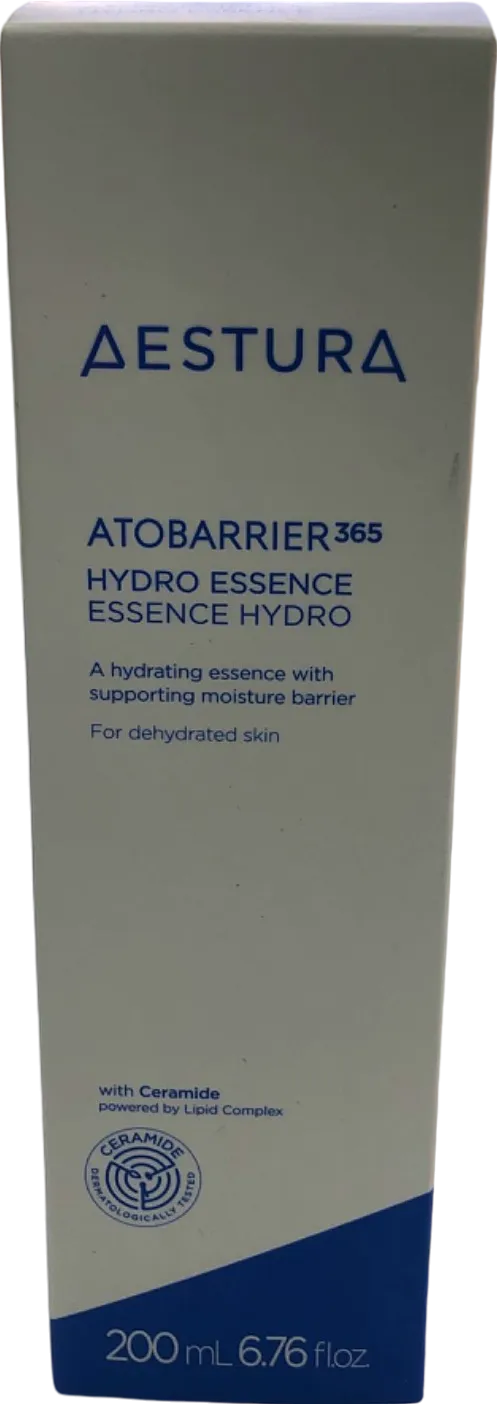 AESTURA
ATOBARRIER365
HYDRO ESSENCE
ESSENCE HYDRO
A hydrating essence with
supporting moisture barrier
For dehydrated skin
with Ceramide
powered by Lipid Complex
CERAMIDE
DERMATOLOGICALLY TESTED
200 mL 6.76 fl.oz.